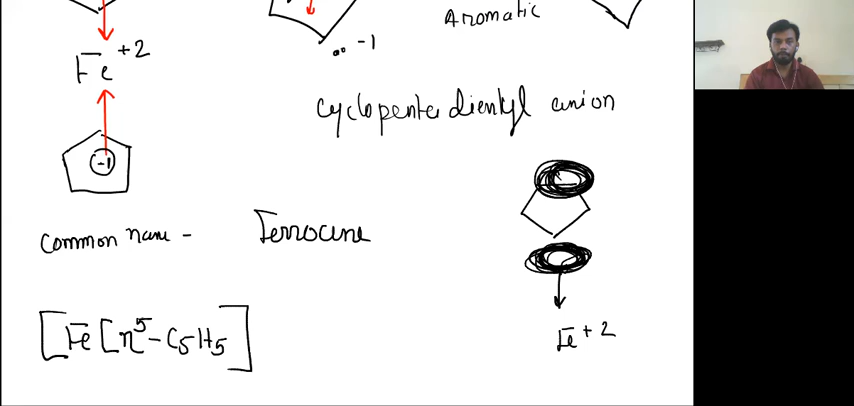 Aromatic
Fe +2
-1
cyclopentadienyl anion
-1
Common name - Ferrocene
[Fe[η5-C5H5]
Fe+2